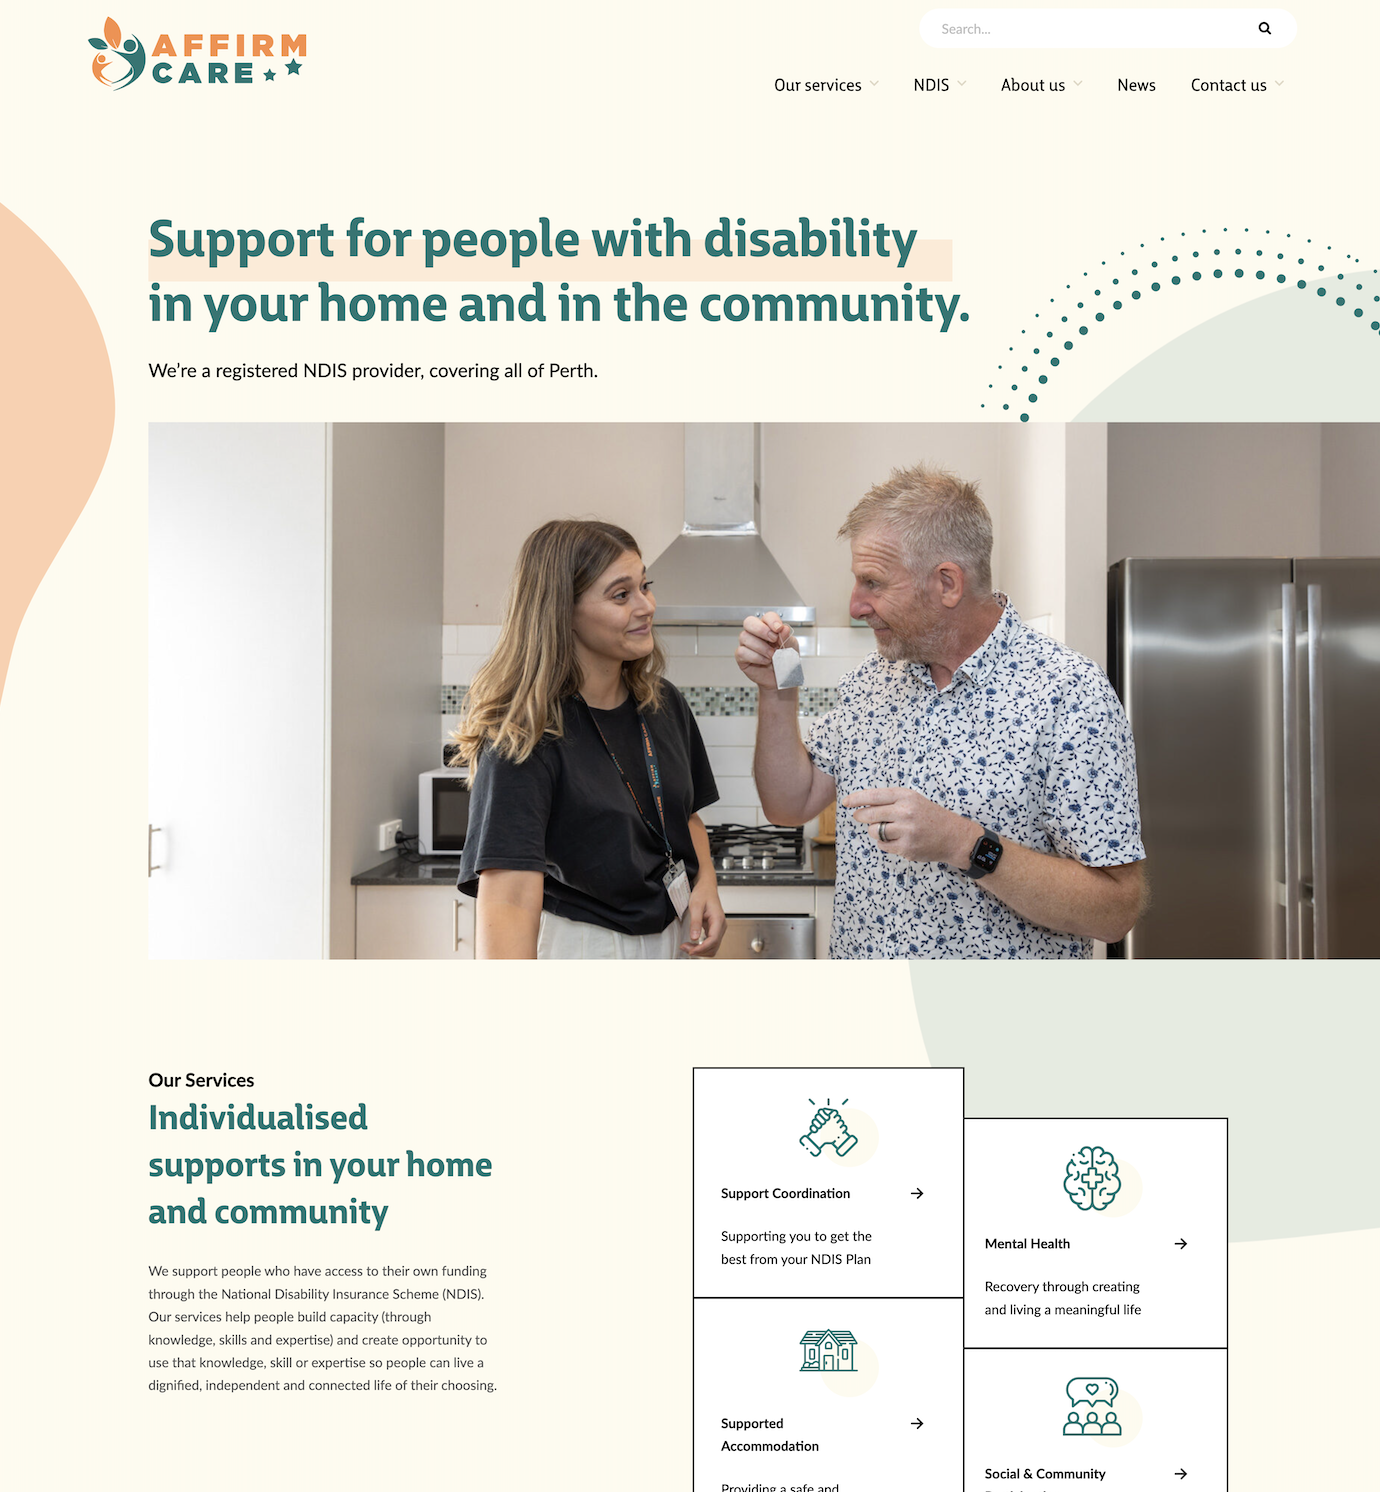 AFFIRM
CARE
Search...
Our services
NDIS
About us
News
Contact us
Support for people with disability
in your home and in the community.
We're a registered NDIS provider, covering all of Perth.
Our Services
Individualised
supports in your home
and community
We support people who have access to their own funding
through the National Disability Insurance Scheme (NDIS).
Our services help people build capacity (through
knowledge, skills and expertise) and create opportunity to
use that knowledge, skill or expertise so people can live a
dignified, independent and connected life of their choosing.
Support Coordination
Supporting you to get the
best from your NDIS Plan
Mental Health
Recovery through creating
and living a meaningful life
Supported
Accommodation
Providing a safe and
Social & Community